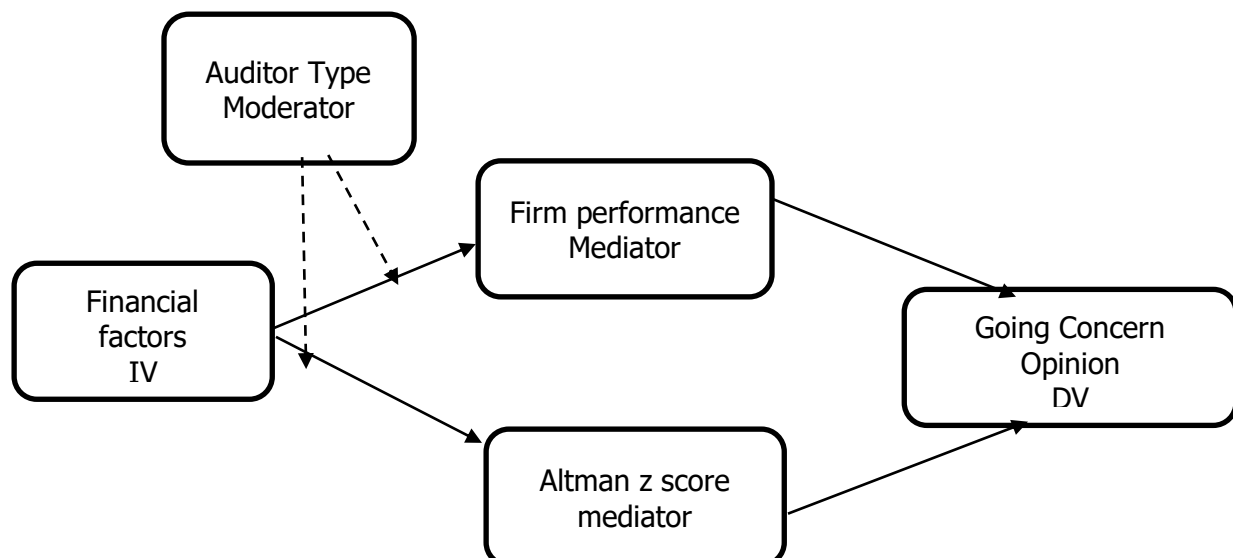 Auditor Type
Moderator
Firm performance
Mediator
Financial
factors
IV
Going Concern
Opinion
DV
Altman z score
mediator